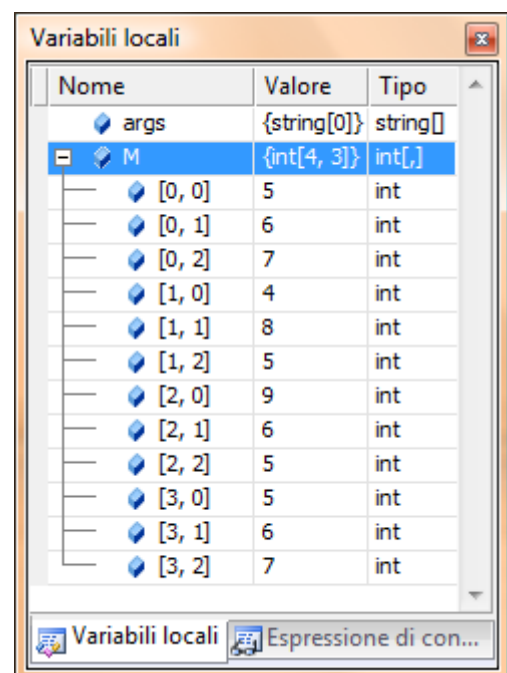 Variabili locali
Nome Valore Tipo
args {string[0]} string[]
M {int[4, 3]} int[,]
[0, 0] 5 int
[0, 1] 6 int
[0, 2] 7 int
[1, 0] 4 int
[1, 1] 8 int
[1, 2] 5 int
[2, 0] 9 int
[2, 1] 6 int
[2, 2] 5 int
[3, 0] 5 int
[3, 1] 6 int
[3, 2] 7 int
Variabili locali Espressione di con...